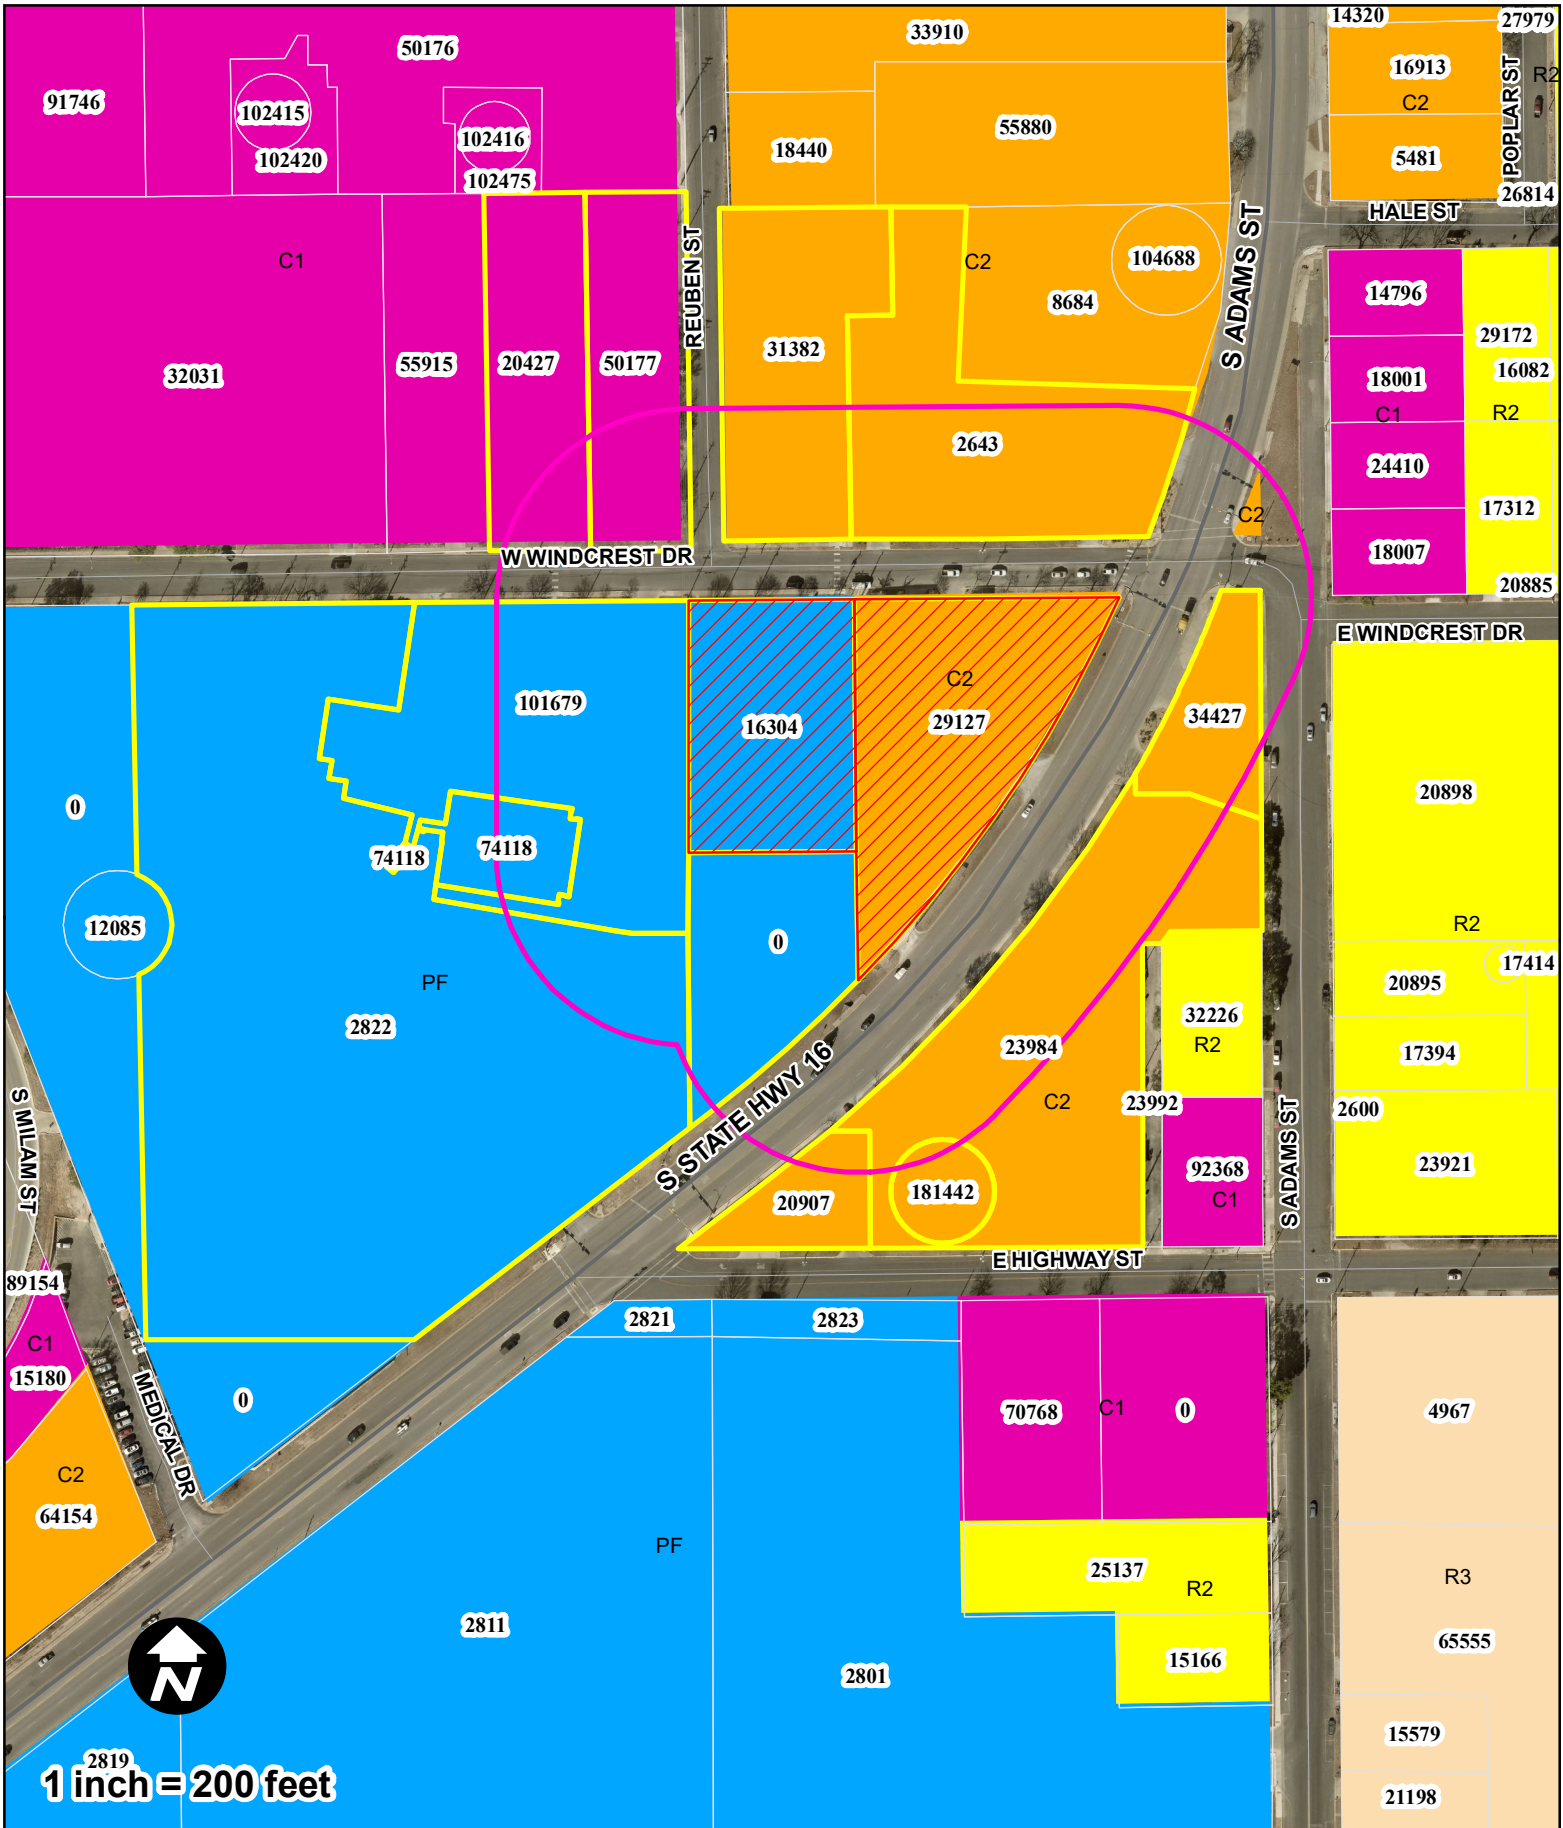 14320
27979
33910
50176
16913
R2
91746
C2
POPLAR ST
102415
55880
102416
18440
102420
5481
102475
26814
HALE ST
C1
C2
104688
14796
S ADAMS ST
REUBEN ST
8684
29172
31382
20427
50177
55915
32031
18001
16082
C1
R2
2643
24410
17312
C2
18007
W WINDCREST DR
20885
E WINDCREST DR
C2
101679
16304
29127
34427
0
20898
74118
74118
12085
R2
0
17414
PF
20895
32226
2822
23984
R2
17394
S STATE HWY 16
C2
23992
2600
S MILAM ST
S ADAMS ST
23921
92368
C1
20907
181442
E HIGHWAY ST
89154
2821
2823
C1
15180
MEDICAL DR
0
70768
C1
0
4967
C2
64154
PF
25137
R2
R3
2811
65555
15166
2801
N
15579
2819
1 inch = 200 feet
21198